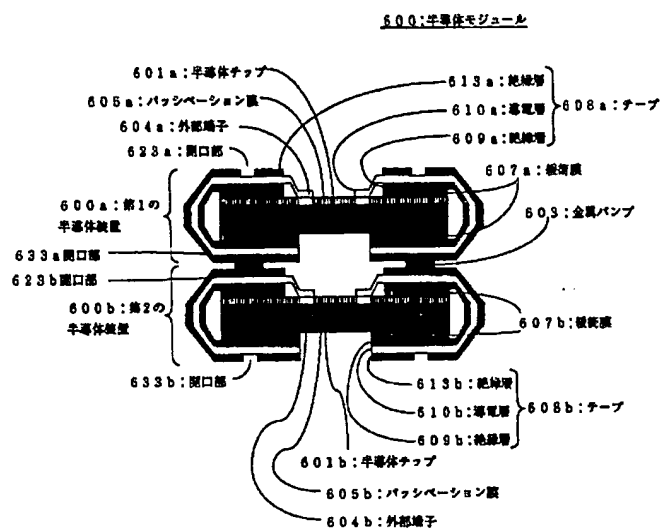 600:半導体モジュール
601a:半導体チップ
605a:パッシベーション膜
604a:外部端子
623a:開口部
613a:絶縁層
610a:導電層
609a:絶縁層
608a:テープ
607a:接着膜
603:金属バンプ
600a:第1の
半導体装置
633a開口部
623b開口部
600b:第2の
半導体装置
633b:開口部
607b:接着膜
613b:絶縁層
610b:導電層
609b:絶縁層
608b:テープ
601b:半導体チップ
605b:パッシベーション膜
604b:外部端子